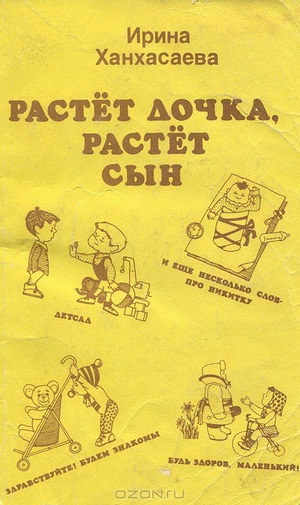 Ирина
Ханхасаева
РАСТЁТ ДОЧКА,
РАСТЁТ
СЫН
ДЕТСАД
И ЕЩЕ НЕСКОЛЬКО СЛОВ-
ПРО НИКИТКУ
ЗДРАВСТВУЙТЕ! БУДЕМ ЗНАКОМЫ
БУДЬ ЗДОРОВ, МАЛЕНЬКИЙ!
OZON.ru